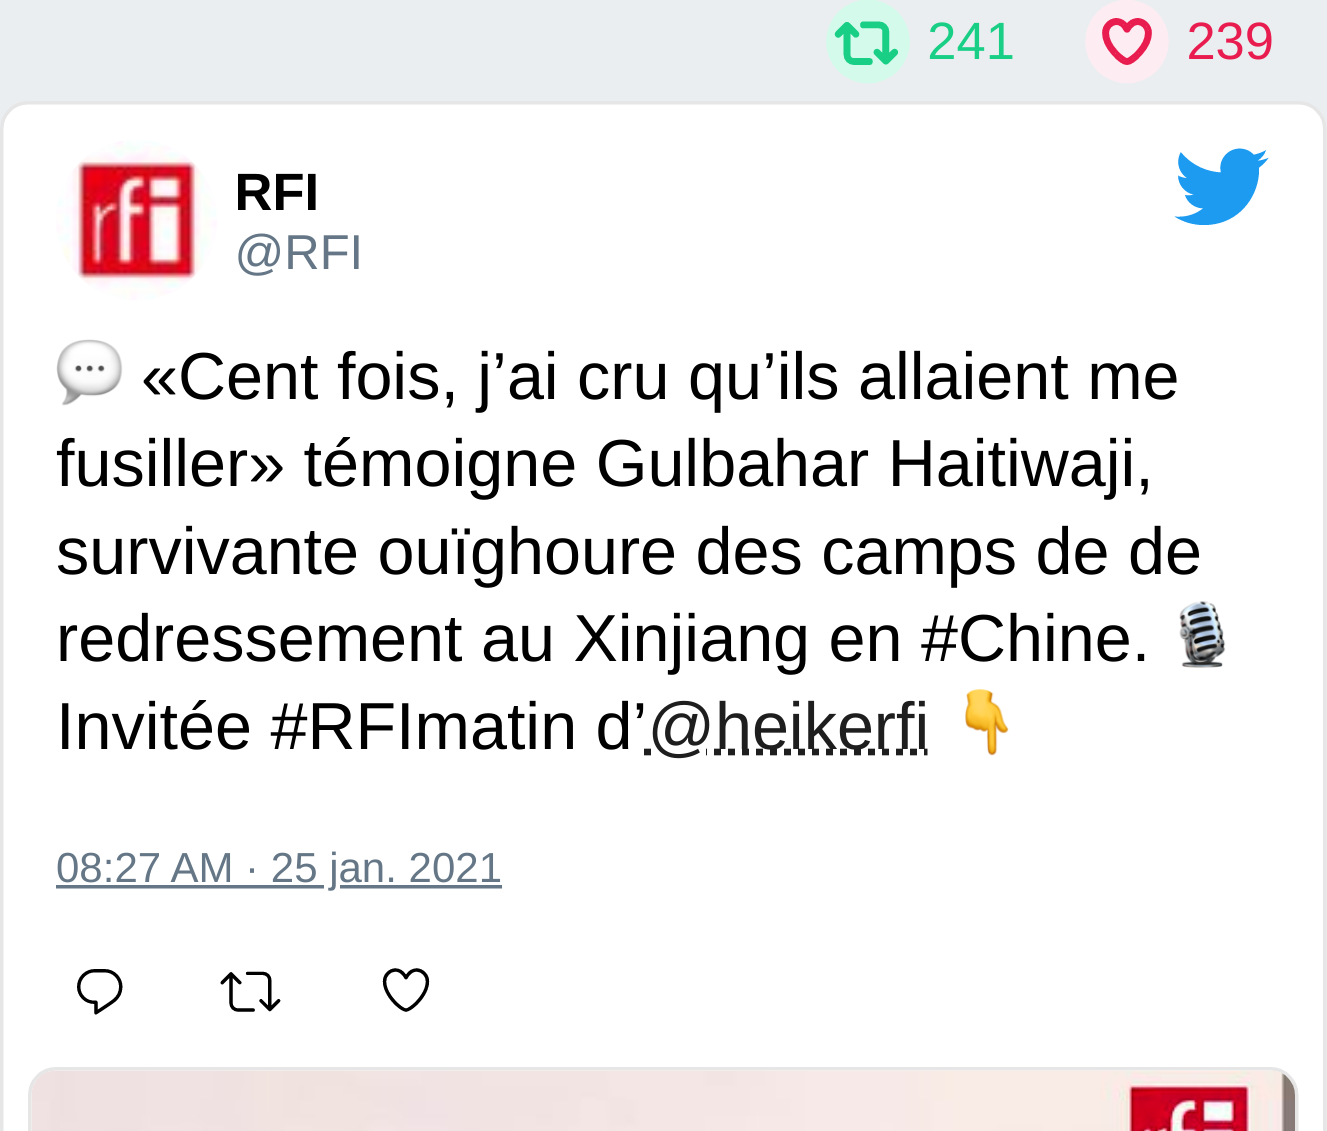 241 239
rfi
RFI
@RFI
💬 «Cent fois, j’ai cru qu’ils allaient me
fusiller» témoigne Gulbahar Haitiwaji,
survivante ouïghoure des camps de de
redressement au Xinjiang en #Chine. 🎙
Invitée #RFImatin d’@heikerfi 👇
08:27 AM · 25 jan. 2021
rfi